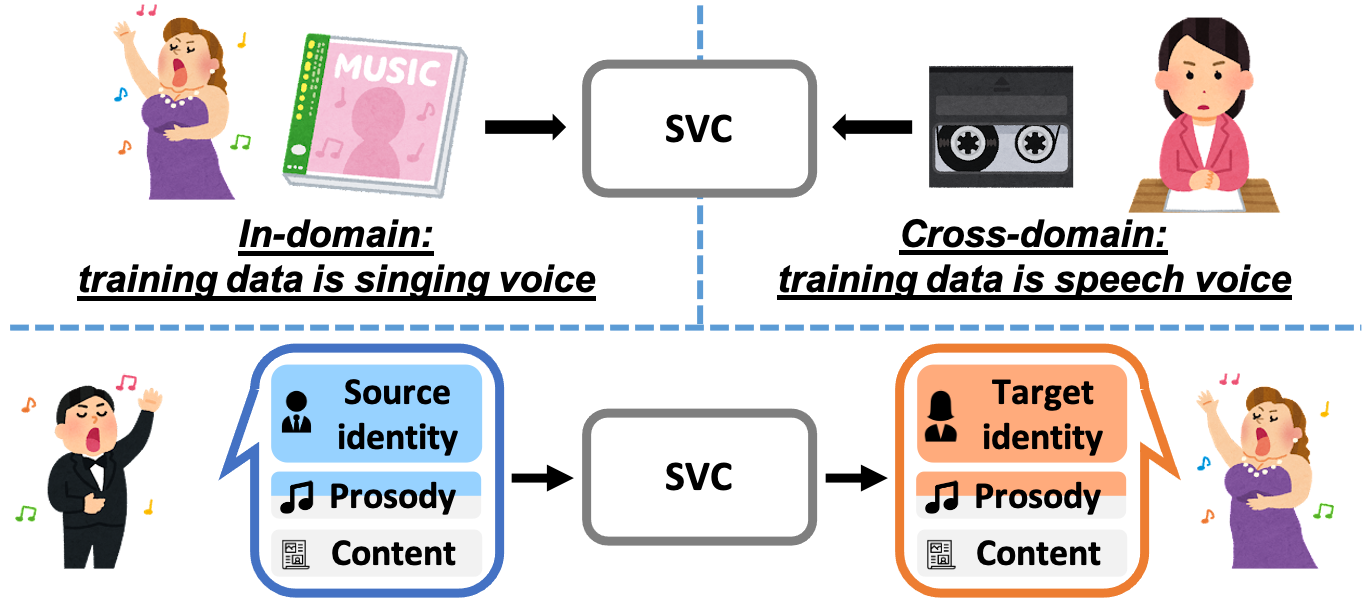 MUSIC
SVC
In-domain:
training data is singing voice
Cross-domain:
training data is speech voice
Source
identity
Prosody
Content
SVC
Target
identity
Prosody
Content